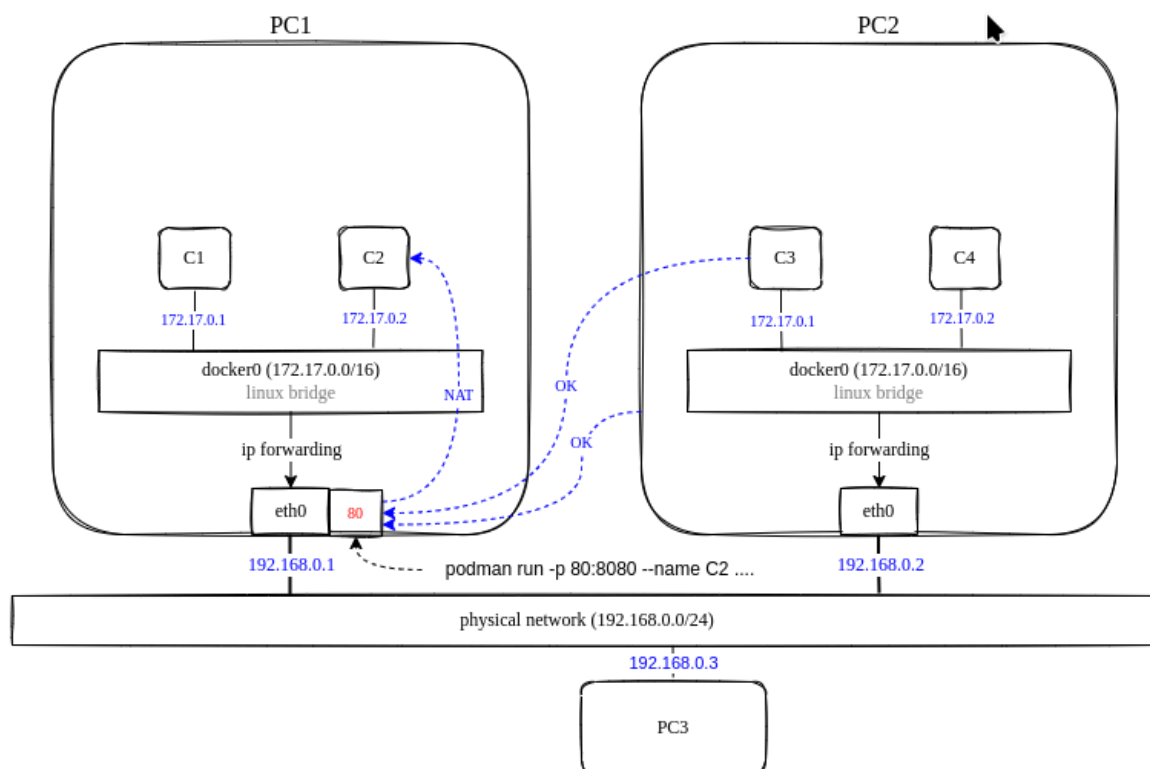 PC1
PC2
C1
C2
C3
C4
172.17.0.1
172.17.0.2
172.17.0.1
172.17.0.2
docker0 (172.17.0.0/16)
linux bridge
docker0 (172.17.0.0/16)
linux bridge
NAT
OK
OK
ip forwarding
ip forwarding
eth0
80
eth0
192.168.0.1
podman run -p 80:8080 --name C2 ....
192.168.0.2
physical network (192.168.0.0/24)
192.168.0.3
PC3